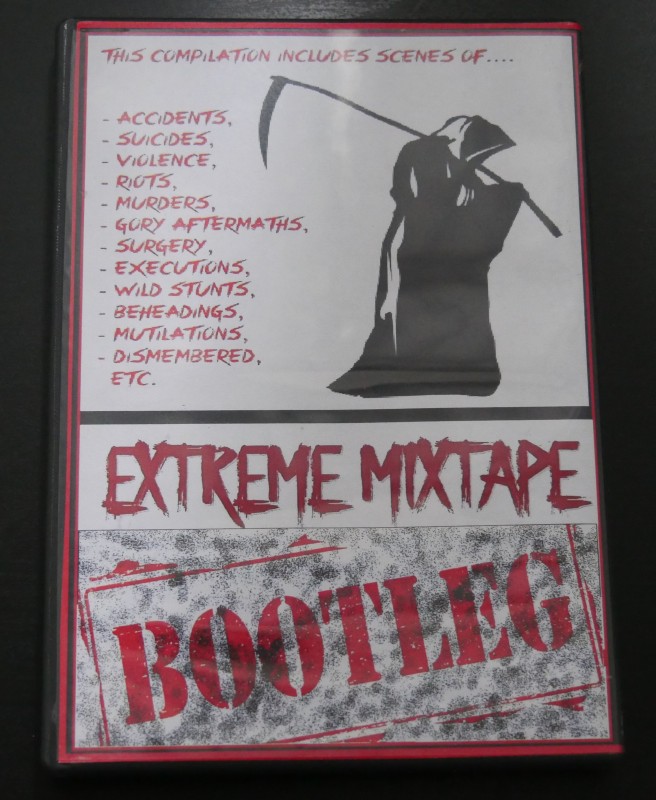 THIS COMPILATION INCLUDES SCENES OF....
- ACCIDENTS,
- SUICIDES,
- VIOLENCE,
- RIOTS,
- MURDERS,
- GORY AFTERMATHS,
- SURGERY,
- EXECUTIONS,
- WILD STUNTS,
- BEHEADINGS,
- MUTILATIONS,
- DISMEMBERED,
ETC.
EXTREME MIXTAPE
BOOTLEG